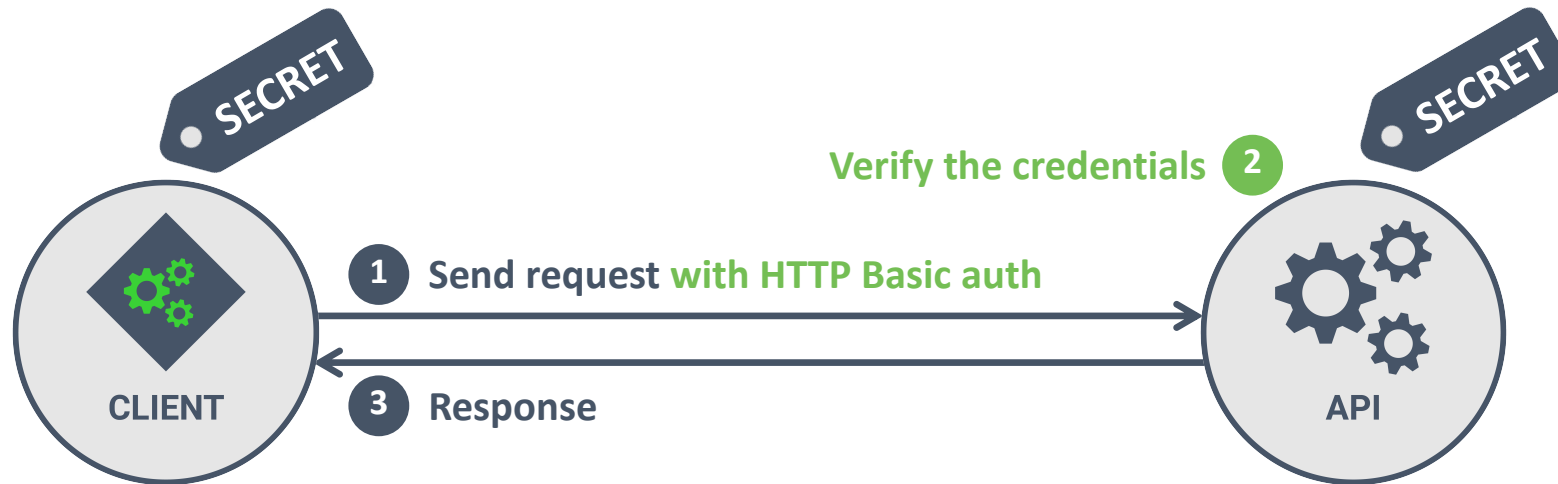 SECRET
SECRET
Verify the credentials 2
1 Send request with HTTP Basic auth
CLIENT
3 Response
API